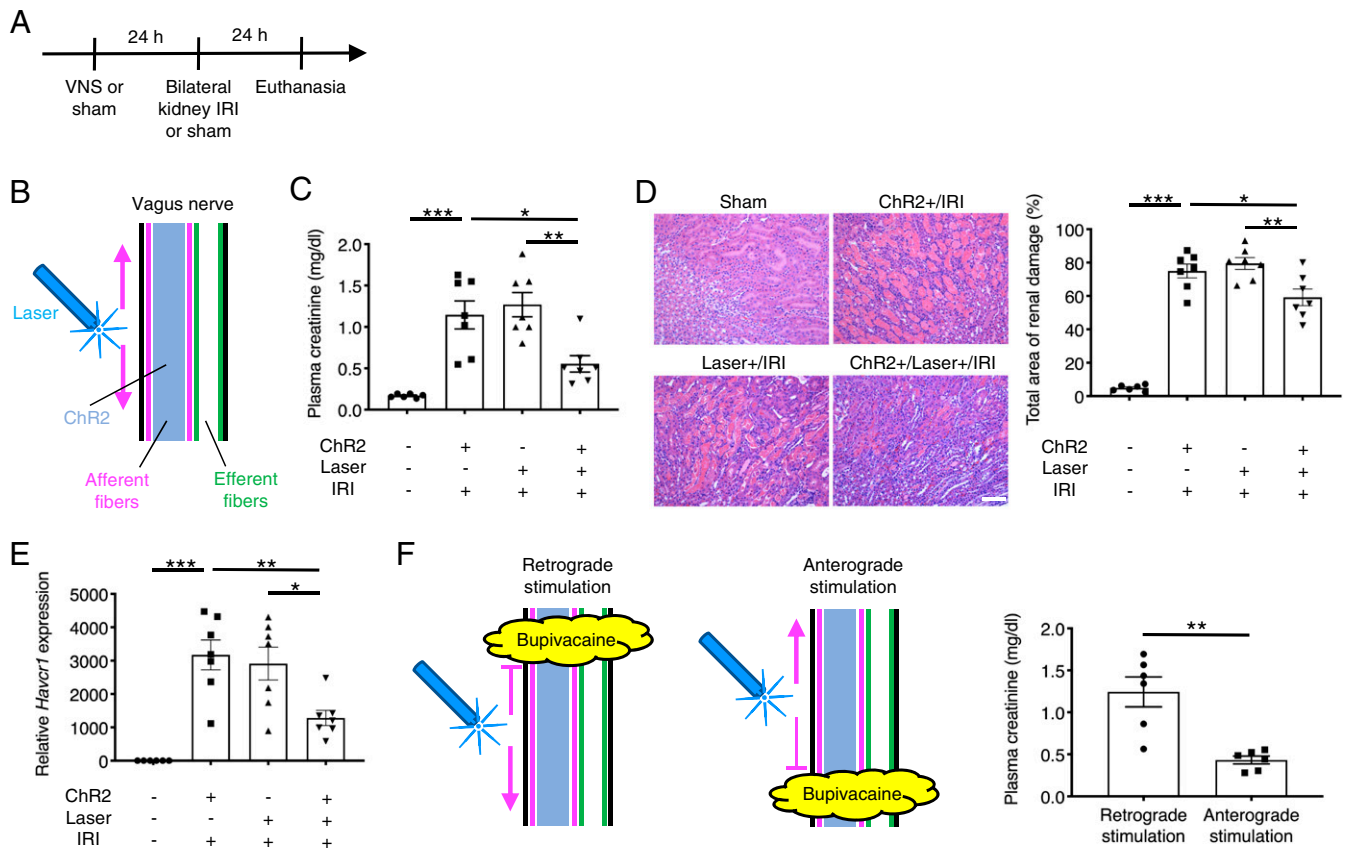 A
24 h 24 h
VNS or sham
Bilateral kidney IRI or sham
Euthanasia
B
Vagus nerve
Laser
ChR2
Afferent fibers
Efferent fibers
C
*** *
**
Plasma creatinine (mg/dl)
2.0
1.5
1.0
0.5
0.0
ChR2 - + - +
Laser - - + +
IRI - + + +
D
Sham ChR2+/IRI
Laser+/IRI ChR2+/Laser+/IRI
*** *
**
Total area of renal damage (%)
100
80
60
40
20
0
ChR2 - + - +
Laser - - + +
IRI - + + +
E
*** **
*
Relative Havcr1 expression
5000
4000
3000
2000
1000
0
ChR2 - + - +
Laser - - + +
IRI - + + +
F
Retrograde stimulation
Bupivacaine
Anterograde stimulation
Bupivacaine
**
Plasma creatinine (mg/dl)
2.0
1.5
1.0
0.5
0.0
Retrograde stimulation
Anterograde stimulation